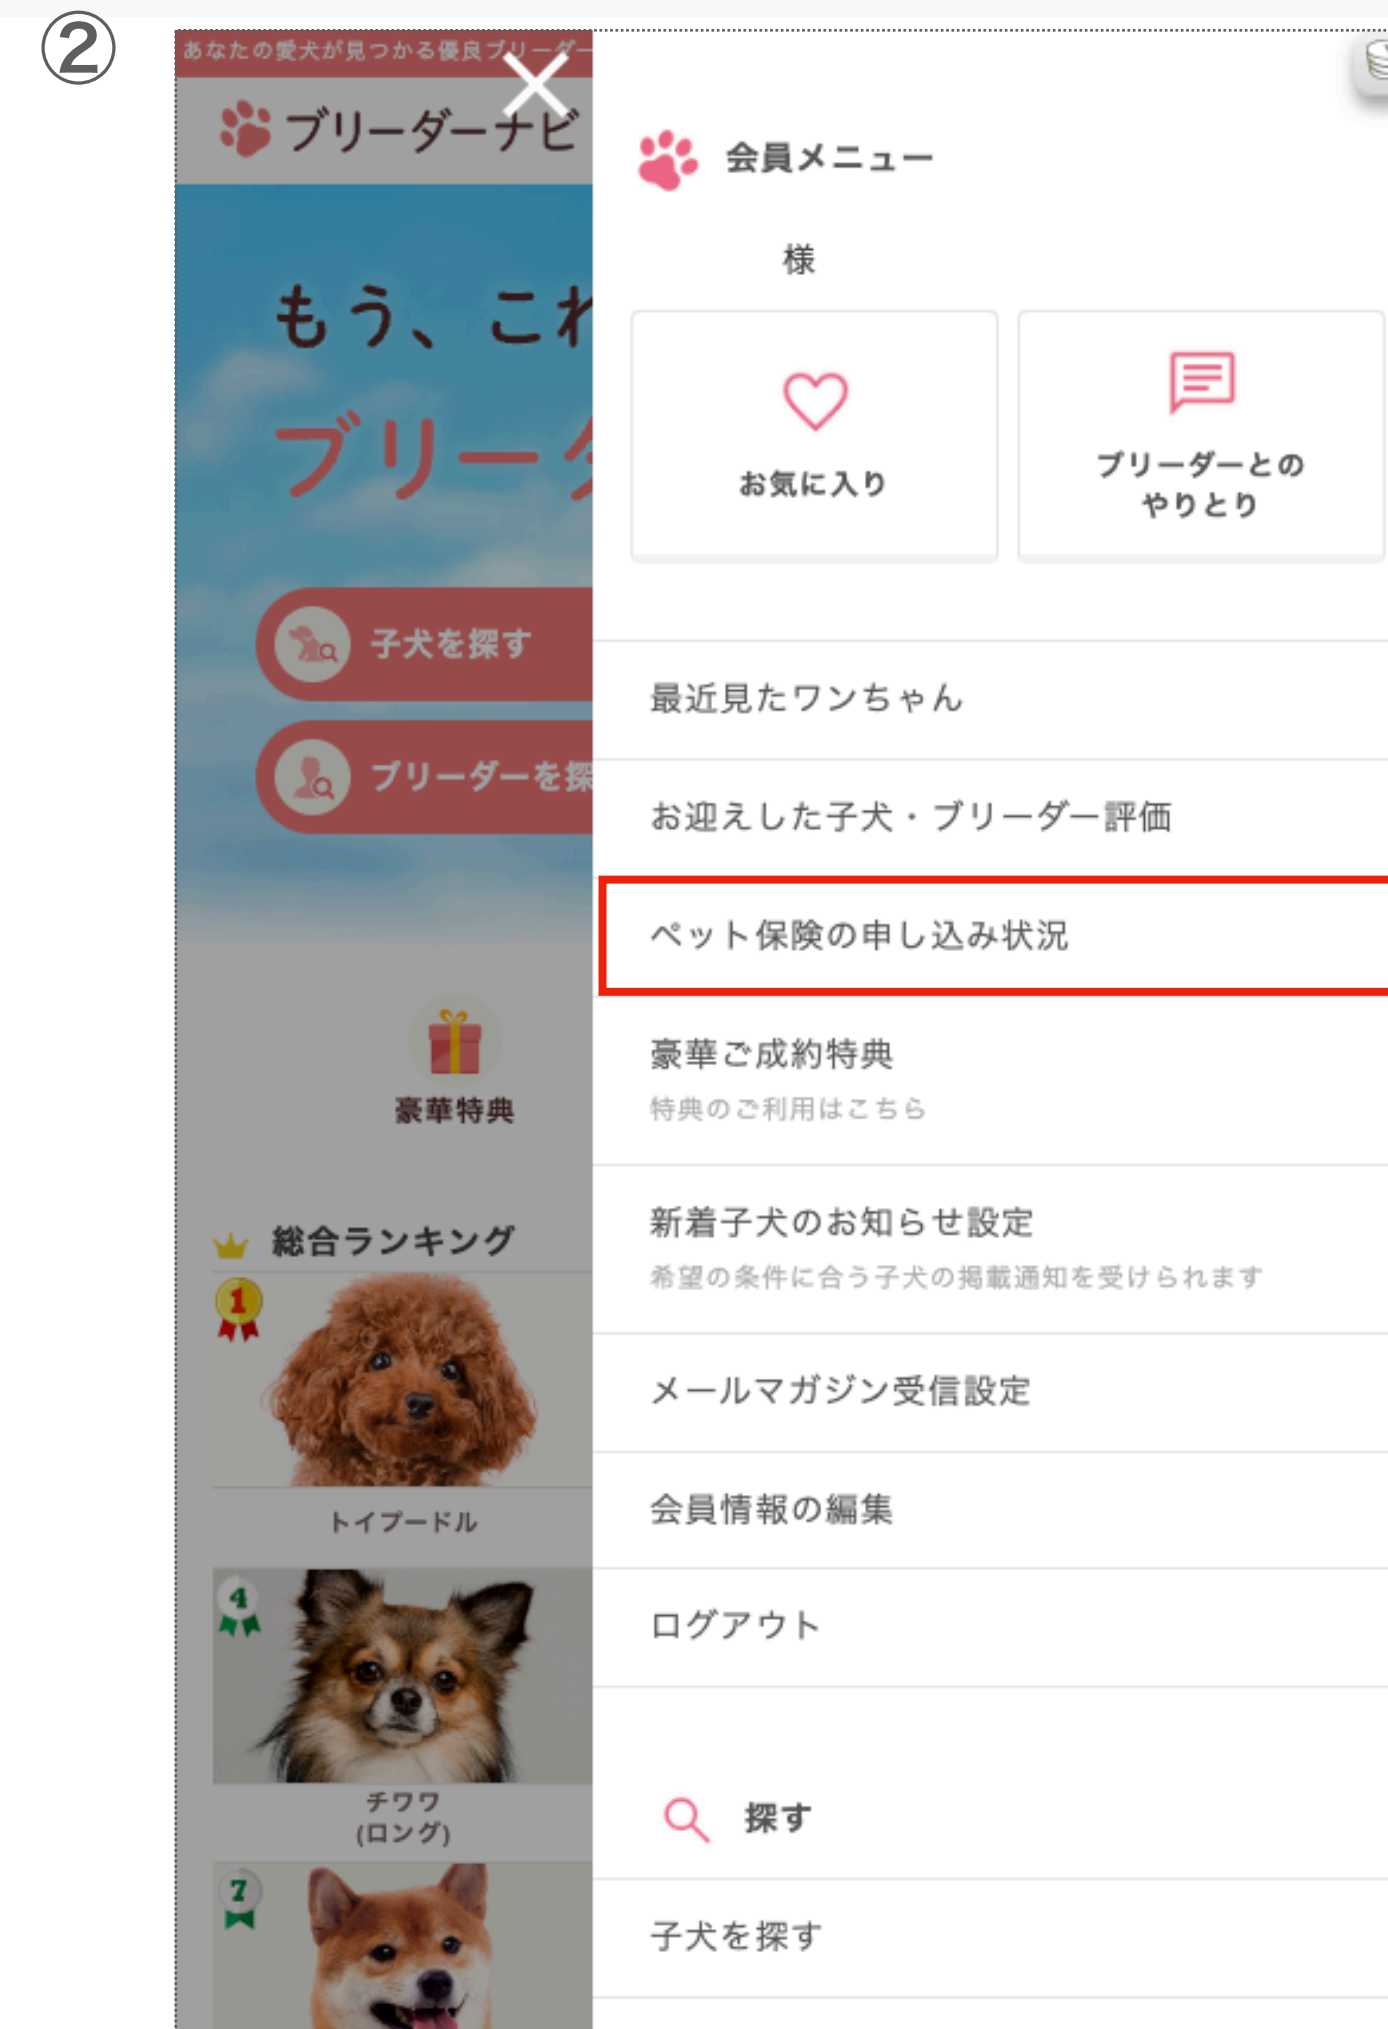 ②
あなたの愛犬が見つかる優良ブリーダー
ブリーダーナビ
もう、これ
ブリーダ
子犬を探す
ブリーダーを探
豪華特典
総合ランキング
1
トイプードル
4
チワワ
(ロング)
7
会員メニュー
様
お気に入り
ブリーダーとの
やりとり
最近見たワンちゃん
お迎えした子犬・ブリーダー評価
ペット保険の申し込み状況
豪華ご成約特典
特典のご利用はこちら
新着子犬のお知らせ設定
希望の条件に合う子犬の掲載通知を受けられます
メールマガジン受信設定
会員情報の編集
ログアウト
探す
子犬を探す